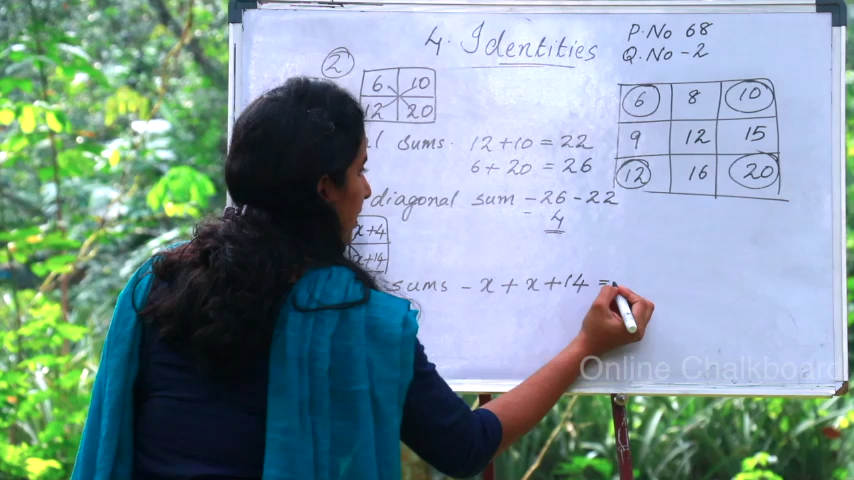 4. Identities
P.No 68
Q.No - 2
2
6 10
12 20
6 8 10
9 12 15
12 16 20
sums. 12 + 10 = 22
6 + 20 = 26
diagonal sum - 26 - 22
4
x+4
x+14
sums - x + x + 14 =
Online Chalkboard